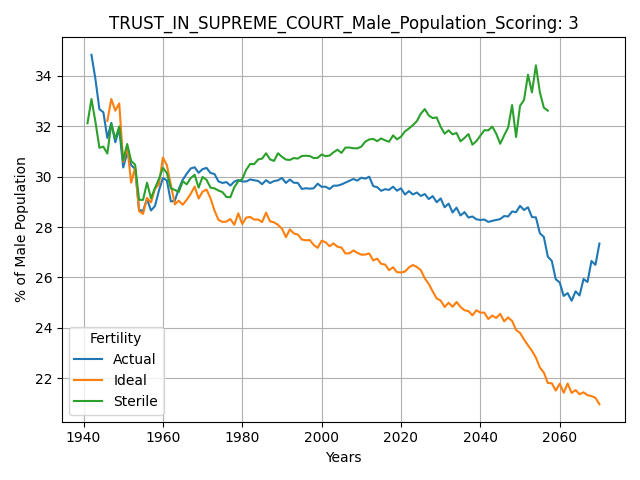 TRUST_IN_SUPREME_COURT_Male_Population_Scoring: 3
% of Male Population
34
32
30
28
26
24
22
Fertility
Actual
Ideal
Sterile
1940 1960 1980 2000 2020 2040 2060
Years